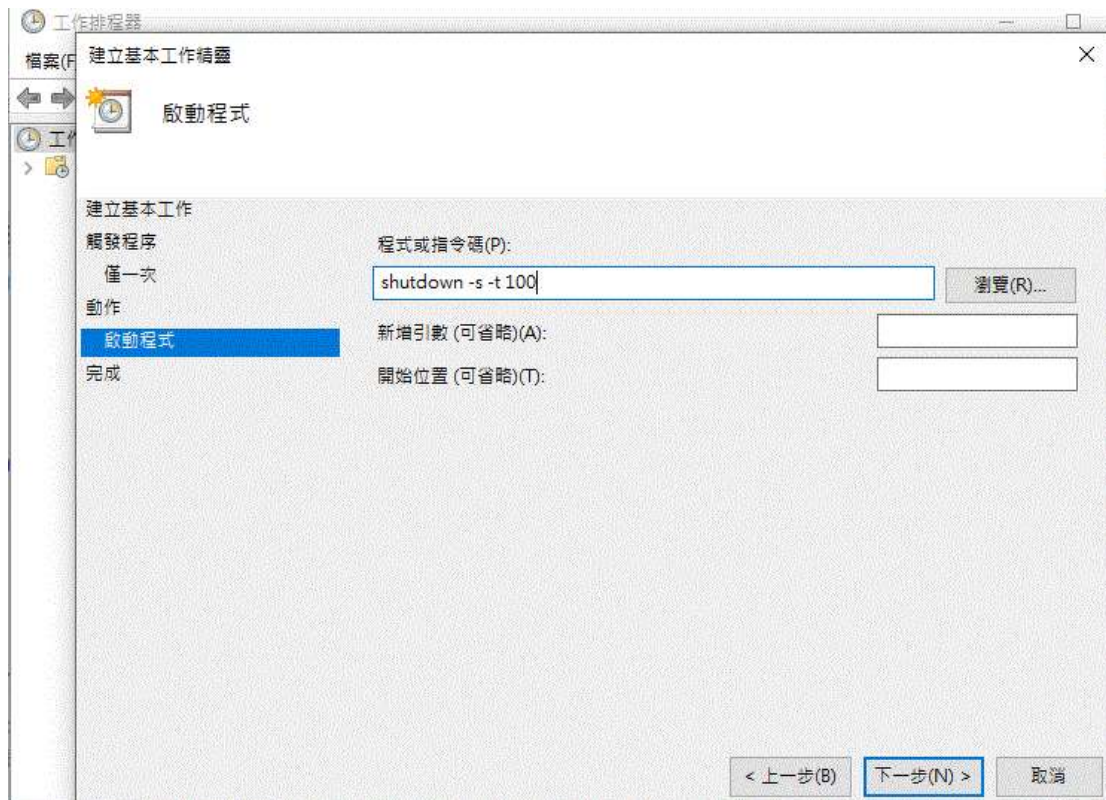 工作排程器
檔案(F
建立基本工作精靈
啟動程式
工作
建立基本工作
觸發程序
僅一次
動作
啟動程式
完成
程式或指令碼(P):
shutdown -s -t 100
瀏覽(R)...
新增引數 (可省略)(A):
開始位置 (可省略)(T):
< 上一步(B)
下一步(N) >
取消